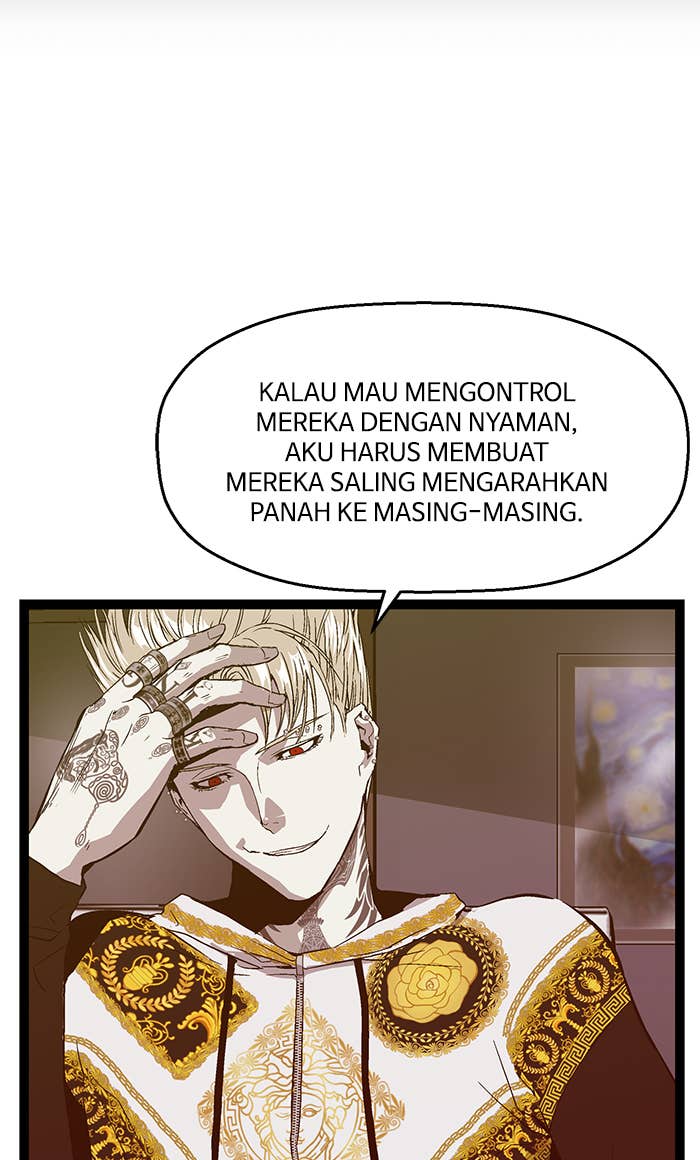 KALAU MAU MENGONTROL
MEREKA DENGAN NYAMAN,
AKU HARUS MEMBUAT
MEREKA SALING MENGARAHKAN
PANAH KE MASING-MASING.